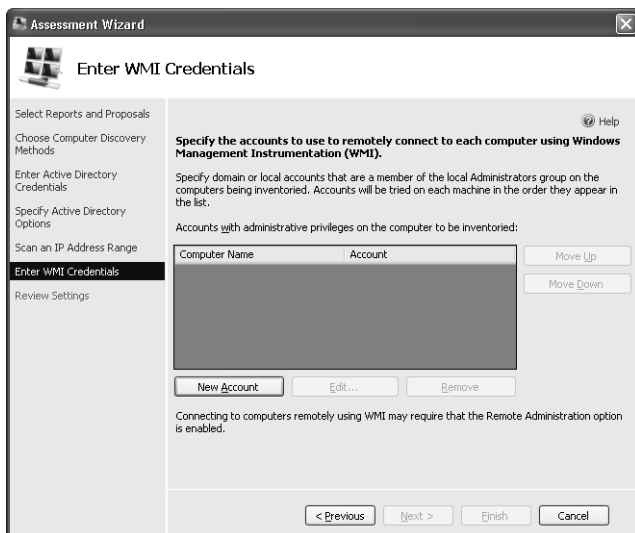 Assessment Wizard
Enter WMI Credentials
Select Reports and Proposals
Choose Computer Discovery
Methods
Enter Active Directory
Credentials
Specify Active Directory
Options
Scan an IP Address Range
Enter WMI Credentials
Review Settings
Help
Specify the accounts to use to remotely connect to each computer using Windows
Management Instrumentation (WMI).
Specify domain or local accounts that are a member of the local Administrators group on the
computers being inventoried. Accounts will be tried on each machine in the order they appear in
the list.
Accounts with administrative privileges on the computer to be inventoried:
Computer Name Account
Move Up
Move Down
New Account Edit... Remove
Connecting to computers remotely using WMI may require that the Remote Administration option
is enabled.
< Previous Next > Finish Cancel